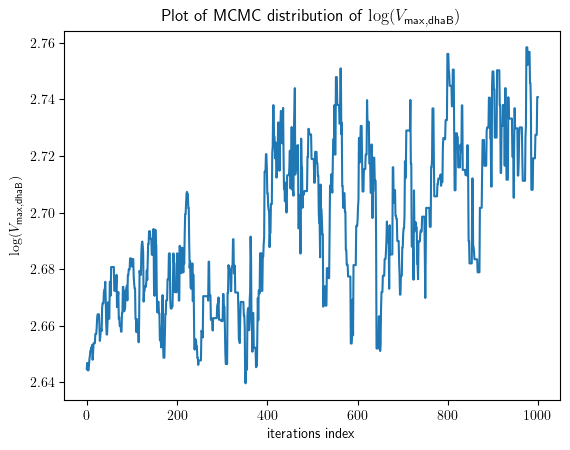 Plot of MCMC distribution of log(V_max,dhaB)
log(V_max,dhaB)
2.76
2.74
2.72
2.70
2.68
2.66
2.64
0 200 400 600 800 1000
iterations index